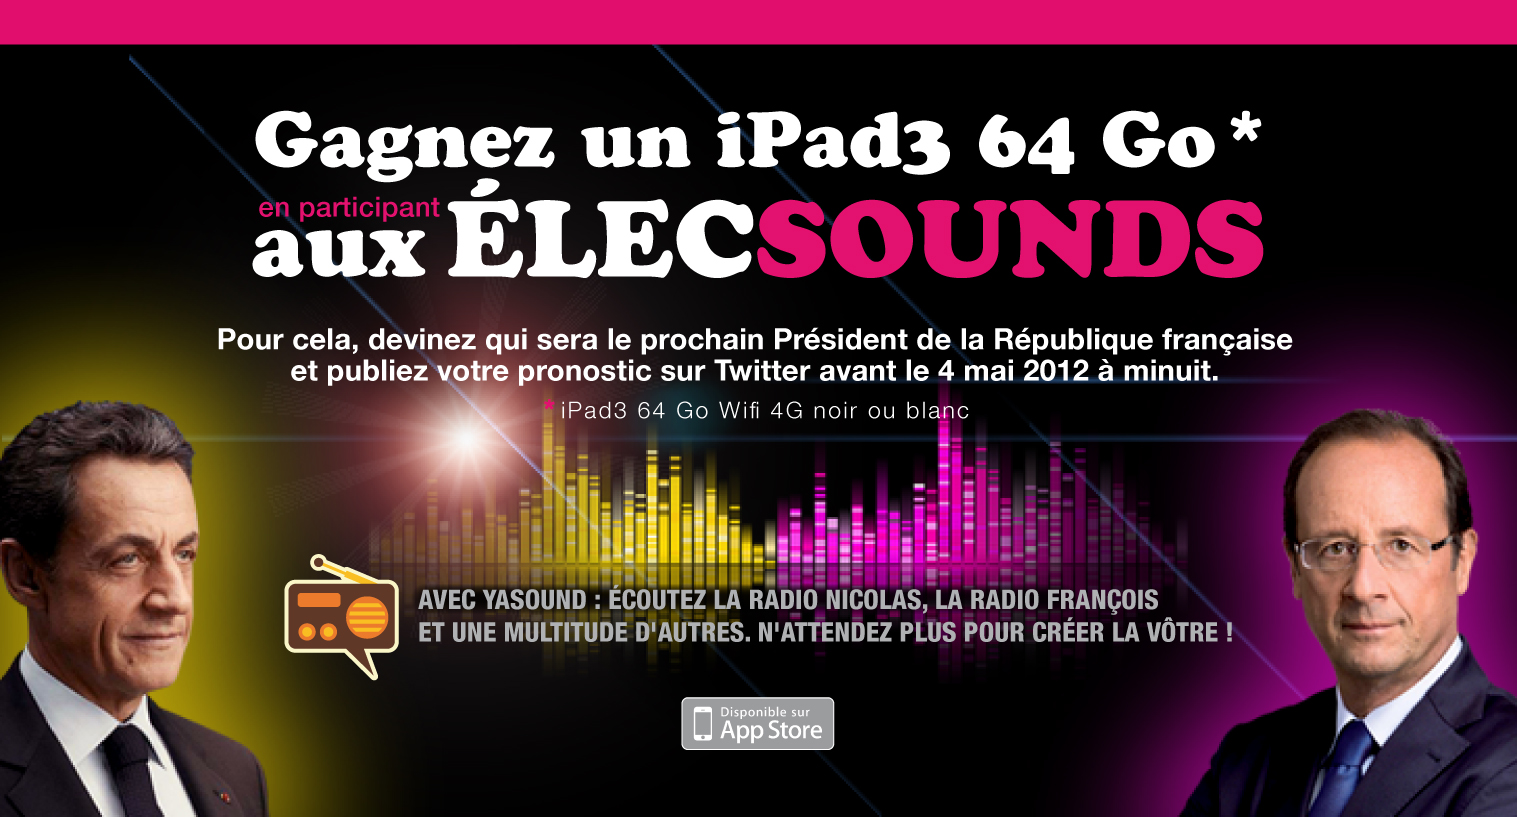 Gagnez un iPad3 64 Go*
en participant
aux ÉLECSOUNDS
Pour cela, devinez qui sera le prochain Président de la République française
et publiez votre pronostic sur Twitter avant le 4 mai 2012 à minuit.
*iPad3 64 Go Wifi 4G noir ou blanc
AVEC YASOUND : ÉCOUTEZ LA RADIO NICOLAS, LA RADIO FRANÇOIS
ET UNE MULTITUDE D'AUTRES. N'ATTENDEZ PLUS POUR CRÉER LA VÔTRE !
Disponible sur
App Store